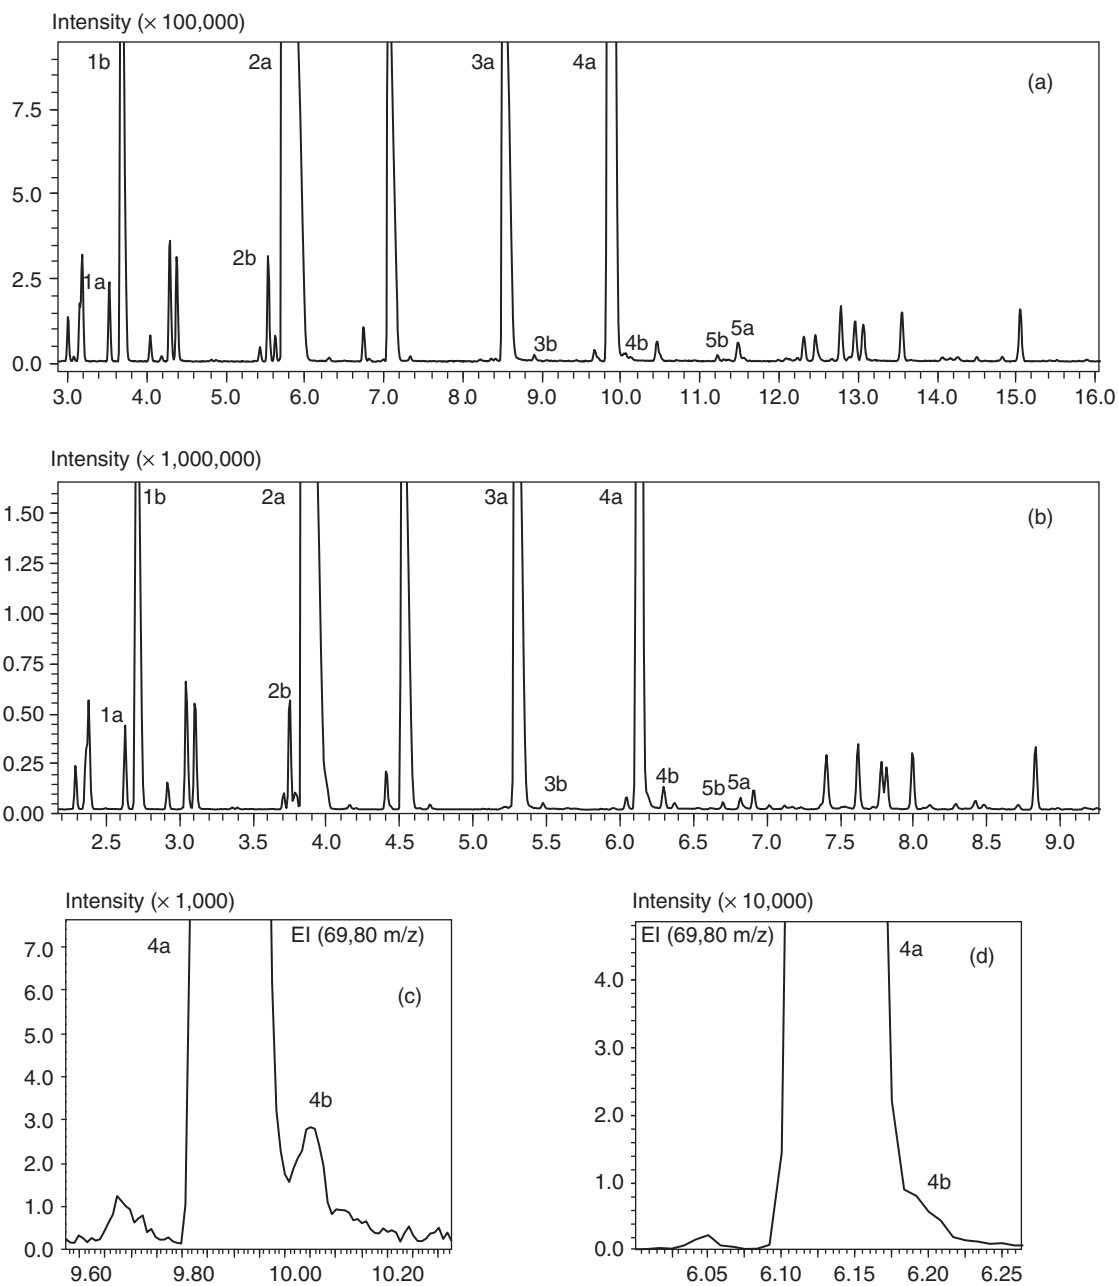 Intensity (× 100,000)
1b 2a 3a 4a (a)
7.5
5.0
2b
2.5 1a
3b 4b 5b 5a
0.0
3.0 4.0 5.0 6.0 7.0 8.0 9.0 10.0 11.0 12.0 13.0 14.0 15.0 16.0
Intensity (× 1,000,000)
1b 2a 3a 4a (b)
1.50
1.25
1.00
0.75
2b
0.50 1a
0.25 3b 4b 5b 5a
0.00
2.5 3.0 3.5 4.0 4.5 5.0 5.5 6.0 6.5 7.0 7.5 8.0 8.5 9.0
Intensity (× 1,000)
EI (69,80 m/z)
7.0 4a
6.0 (c)
5.0
4.0
4b
3.0
2.0
1.0
0.0
9.60 9.80 10.00 10.20
Intensity (× 10,000)
EI (69,80 m/z)
4a (d)
4.0
3.0
2.0
1.0 4b
0.0
6.05 6.10 6.15 6.20 6.25